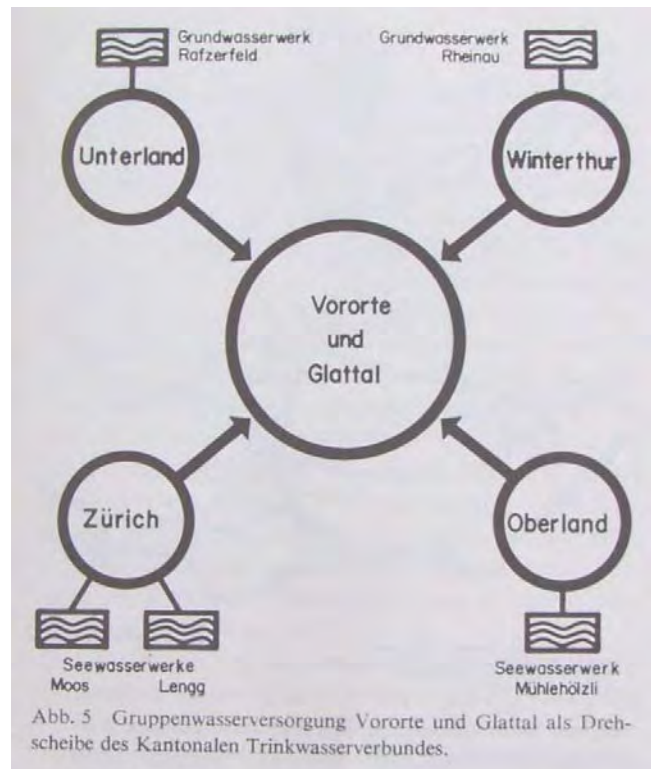 Grundwasserwerk
Rafzerfeld
Grundwasserwerk
Rheinau
Unterland
Winterthur
Vororte
und
Glattal
Zürich
Oberland
Seewasserwerke
Moos Lengg
Seewasserwerk
Mühlehölzli
Abb. 5 Gruppenwasserversorgung Vororte und Glattal als Dreh-
scheibe des Kantonalen Trinkwasserverbundes.